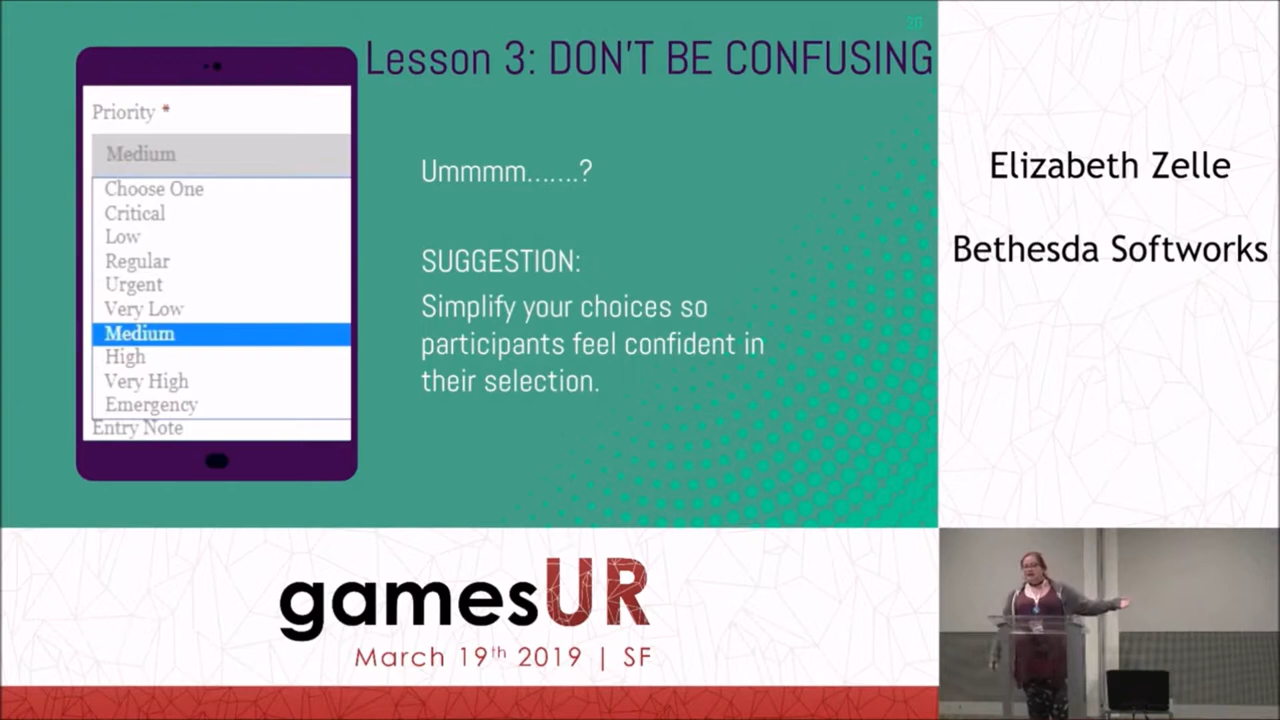 20
Lesson 3: DON'T BE CONFUSING
Priority *
Medium
Choose One
Critical
Low
Regular
Urgent
Very Low
Medium
High
Very High
Emergency
Entry Note
Ummmm.......?
SUGGESTION:
Simplify your choices so
participants feel confident in
their selection.
Elizabeth Zelle
Bethesda Softworks
gamesUR
March 19th 2019 | SF